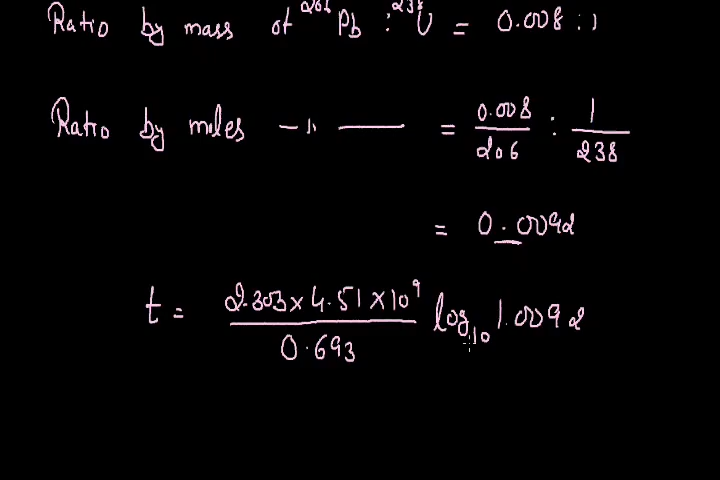 Ratio by mass of ²⁰⁶Pb : ²³⁸U = 0.008 : 1
Ratio by moles —11— = 0.008/206 : 1/238
= 0.0092
t = 2.303 × 4.51 × 10⁹ / 0.693 log₁₀ 1.0092